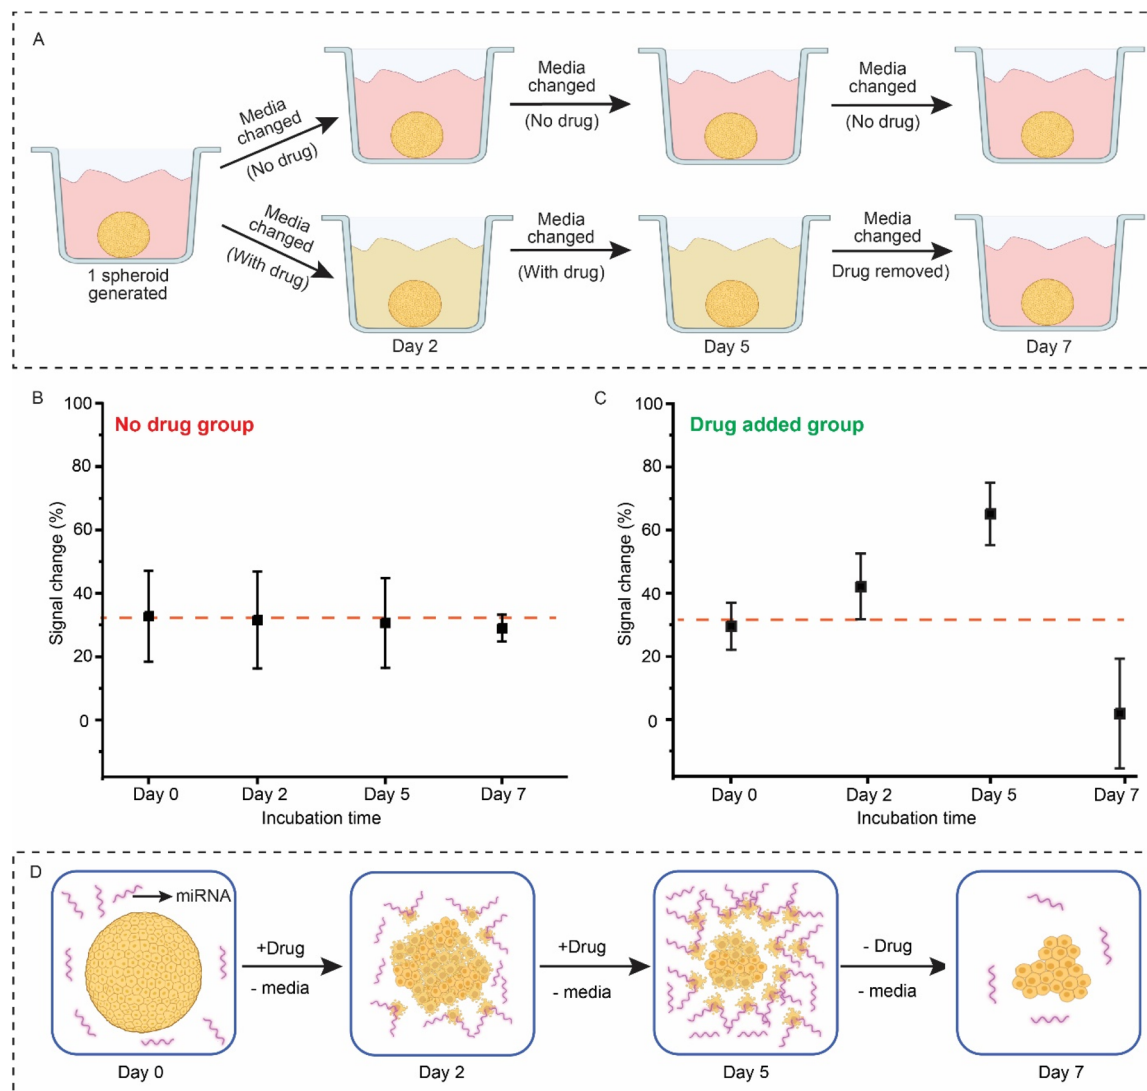 A
Media
changed
(No drug)
Media
changed
(No drug)
Media
changed
(No drug)
1 spheroid
generated
Media
changed
(With drug)
Media
changed
(With drug)
Media
changed
Drug removed)
Day 2
Day 5
Day 7
B
No drug group
100
80
60
40
20
0
Signal change (%)
Day 0
Day 2
Day 5
Day 7
Incubation time
C
Drug added group
100
80
60
40
20
0
Signal change (%)
Day 0
Day 2
Day 5
Day 7
Incubation time
D
miRNA
+Drug
- media
+Drug
- media
- Drug
- media
Day 0
Day 2
Day 5
Day 7